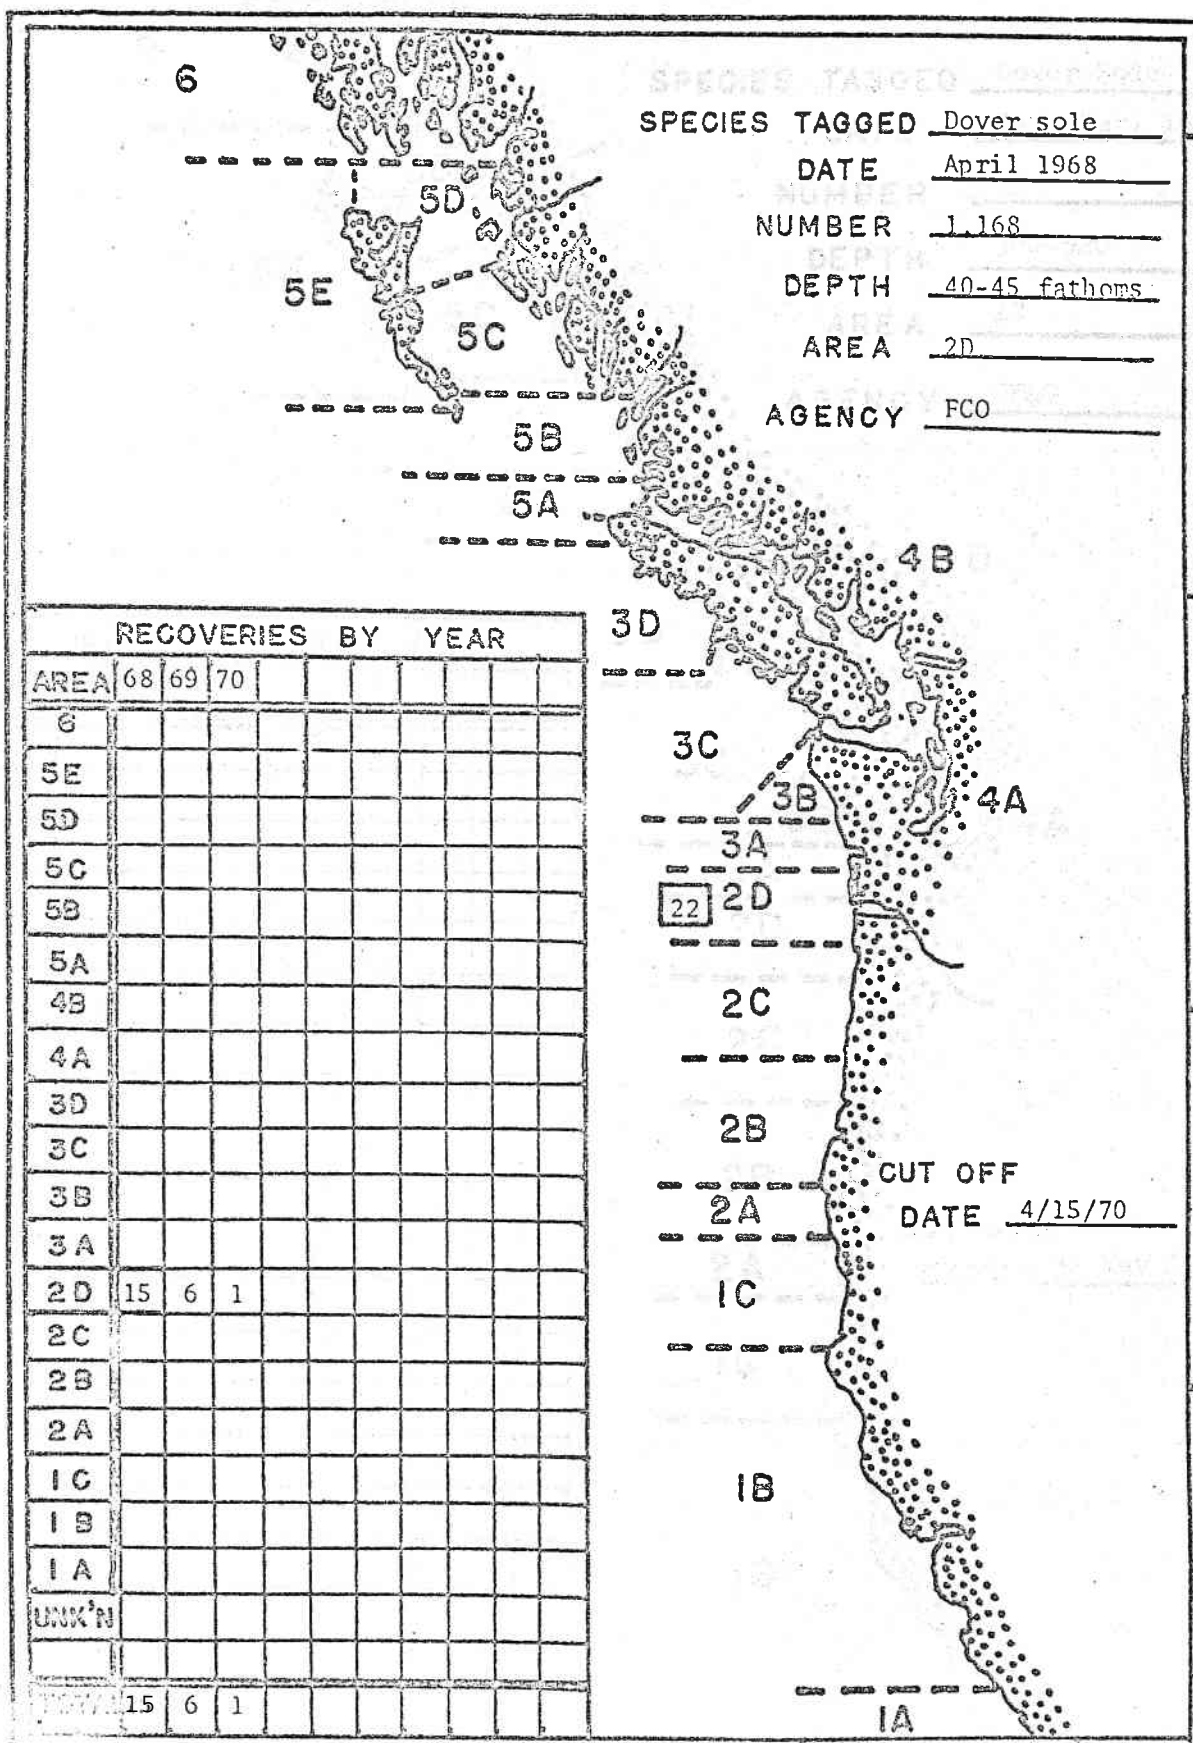 6
SPECIES TAGGED Dover sole
DATE April 1968
NUMBER 1,168
DEPTH 40-45 fathoms
AREA 2D
AGENCY FCO
5D
5E
5C
5B
5A
4B
3D
3C
3B
4A
3A
22 2D
2C
2B
CUT OFF
DATE 4/15/70
2A
1C
1B
1A
RECOVERIES BY YEAR
AREA 68 69 70
6
5E
5D
5C
5B
5A
4B
4A
3D
3C
3B
3A
2D 15 6 1
2C
2B
2A
1C
1B
1A
UNK'N
15 6 1